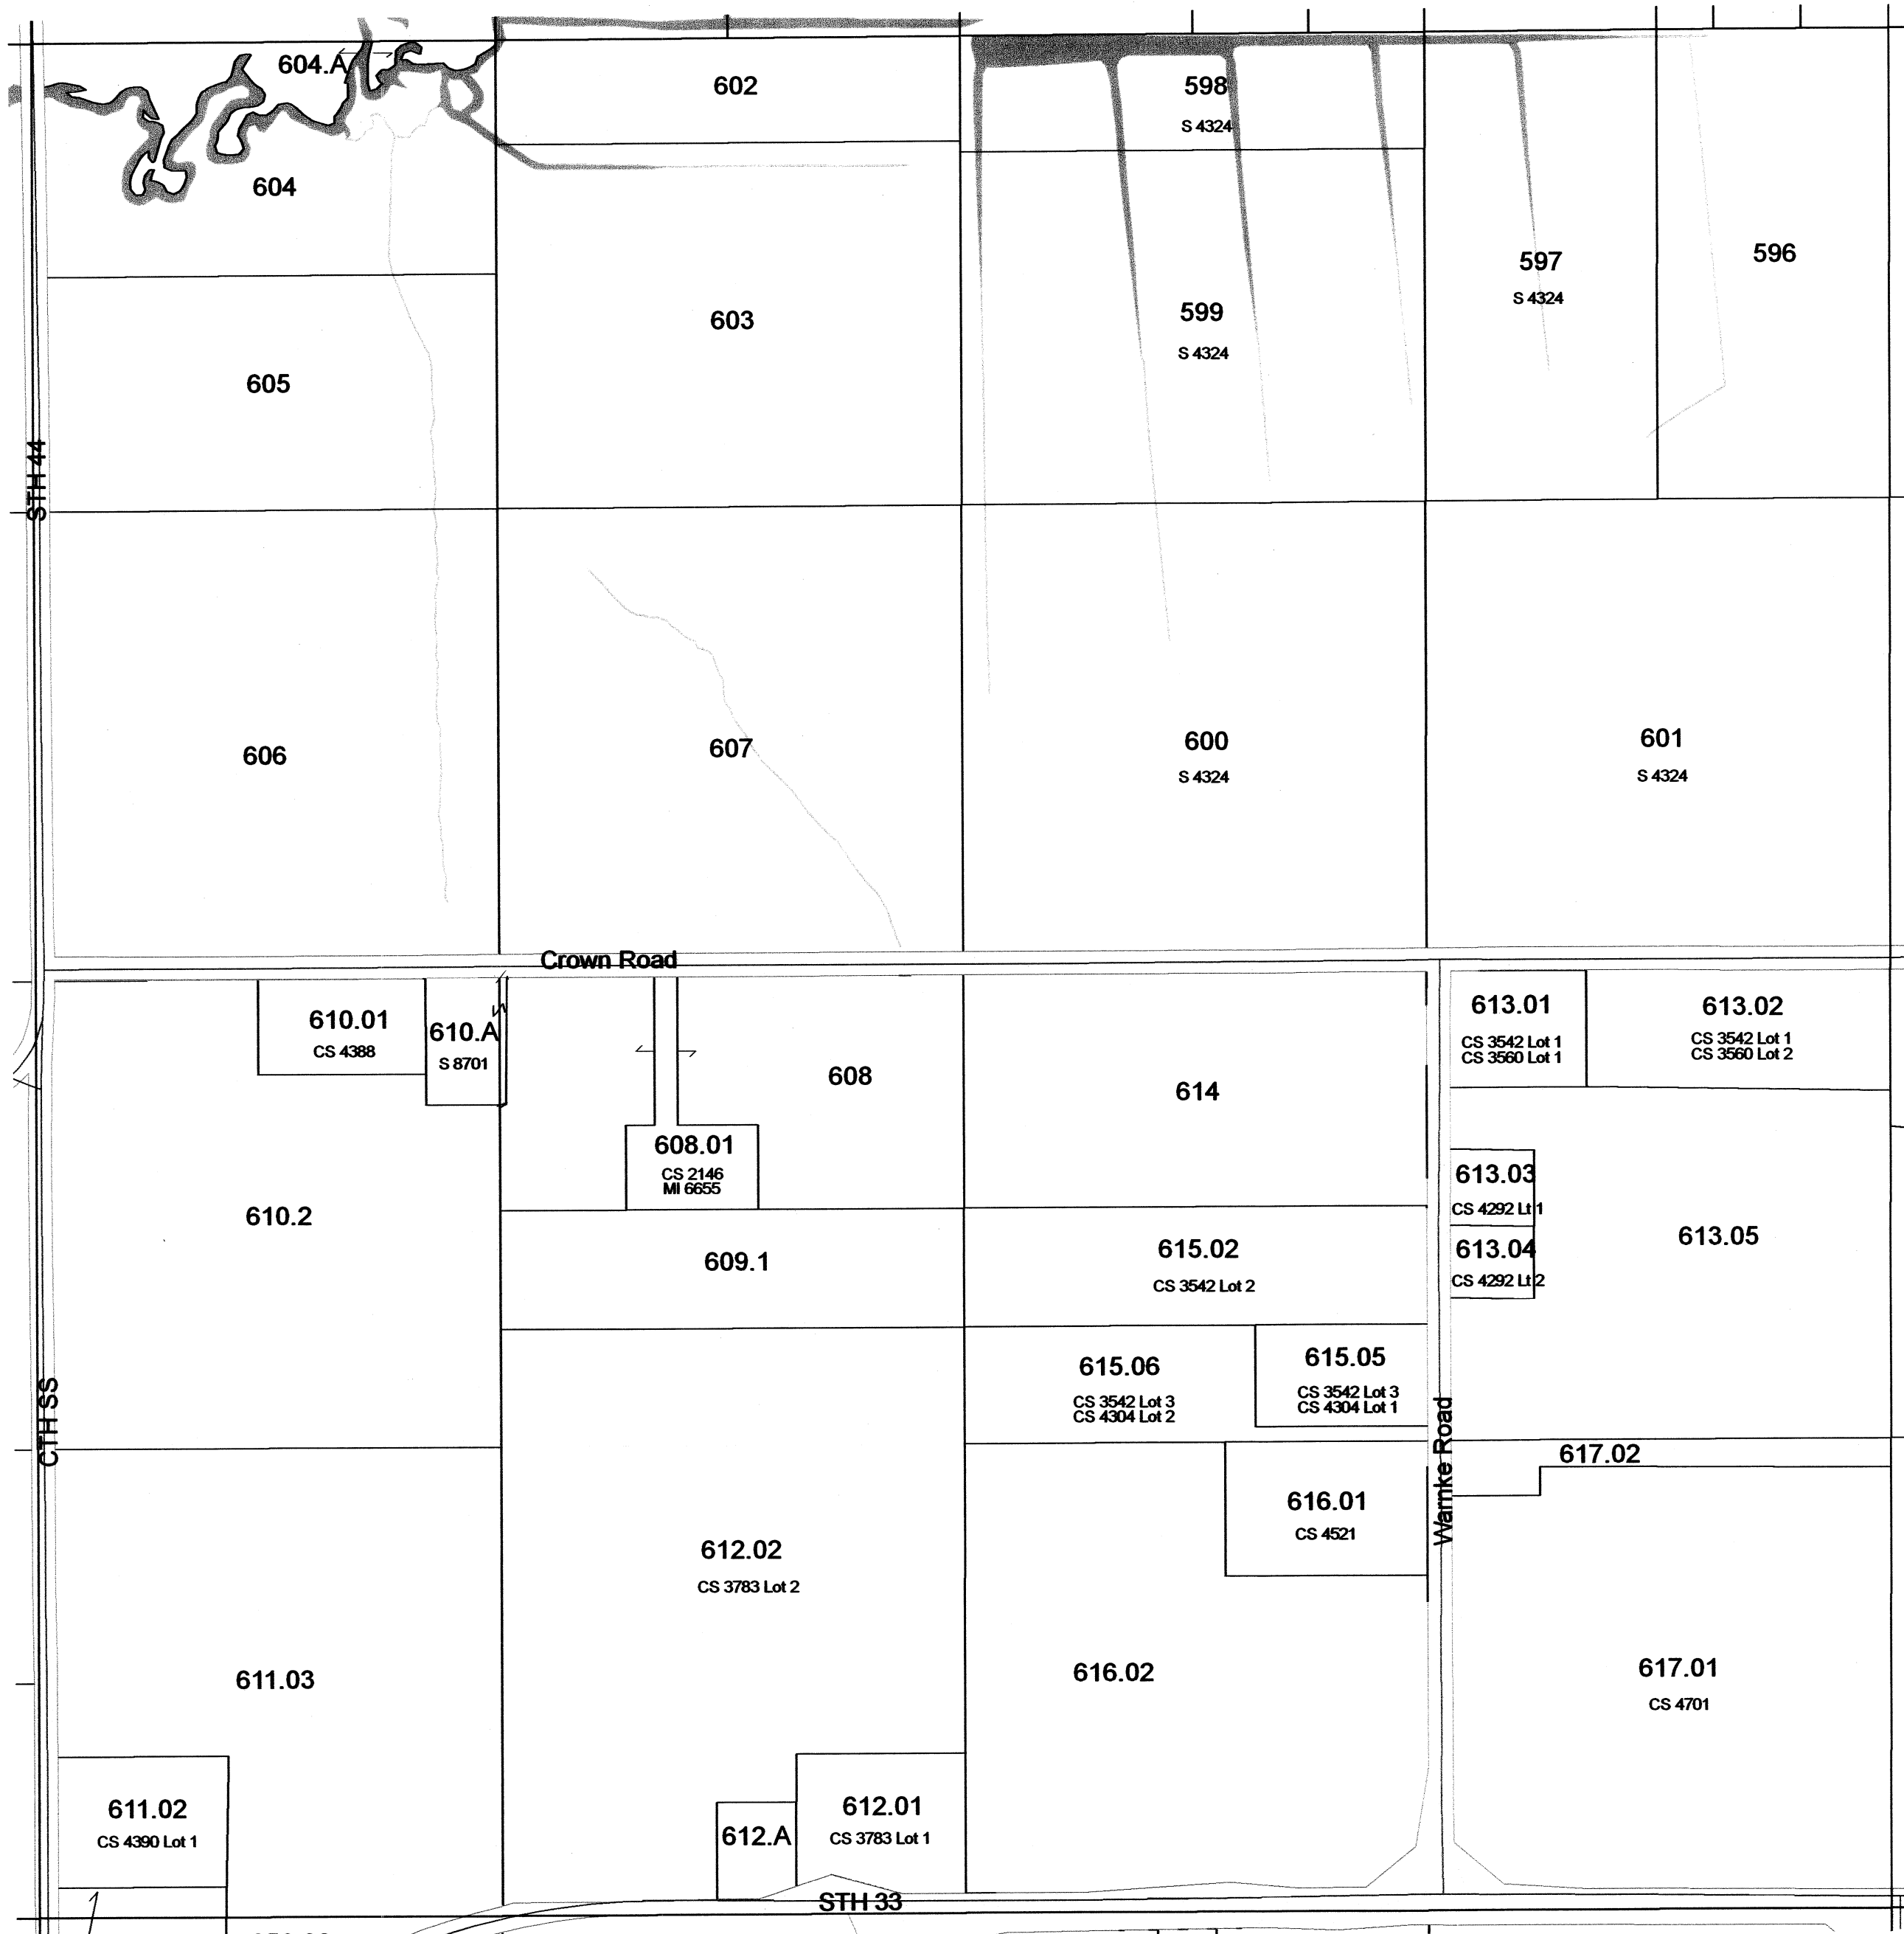 604.A
602
598
S 4324
604
597
S 4324
596
603
599
S 4324
605
STH 44
606
607
600
S 4324
601
S 4324
Crown Road
610.01
CS 4388
610.A
S 8701
608
614
613.01
CS 3542 Lot 1
CS 3560 Lot 1
613.02
CS 3542 Lot 1
CS 3560 Lot 2
608.01
CS 2146
MI 6655
613.03
CS 4292 Lt 1
610.2
609.1
615.02
CS 3542 Lot 2
613.04
CS 4292 Lt 2
613.05
615.06
CS 3542 Lot 3
CS 4304 Lot 2
615.05
CS 3542 Lot 3
CS 4304 Lot 1
CTH SS
Warnke Road
617.02
616.01
CS 4521
612.02
CS 3783 Lot 2
611.03
616.02
617.01
CS 4701
611.02
CS 4390 Lot 1
612.A
612.01
CS 3783 Lot 1
STH 33